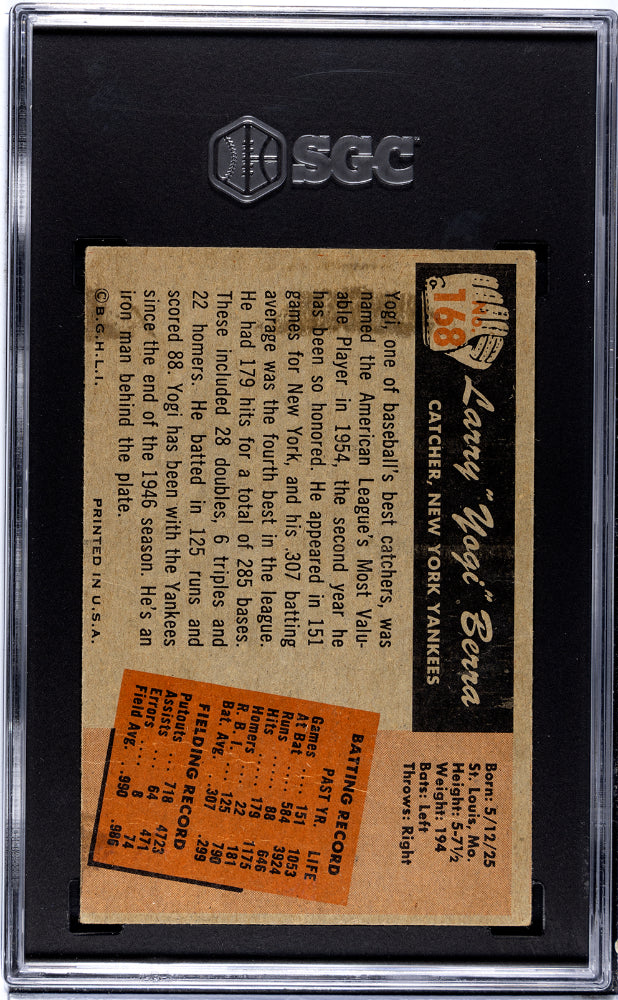 SGC
NO.
168
Larry "Yogi" Berra
CATCHER, NEW YORK YANKEES
Born: 5/12/25
St. Louis, Mo.
Height: 5-7½
Weight: 194
Bats: Left
Throws: Right
Yogi, one of baseball's best catchers, was
named the American League's Most Valu-
able Player in 1954, the second year he
has been so honored. He appeared in 151
games for New York, and his .307 batting
average was the fourth best in the league.
He had 179 hits for a total of 285 bases.
These included 28 doubles, 6 triples and
22 homers. He batted in 125 runs and
scored 88. Yogi has been with the Yankees
since the end of the 1946 season. He's an
iron man behind the plate.
BATTING RECORD
PAST YR. LIFE
Games .... 151 1053
At Bat .... 584 3924
Runs ..... 88 646
Hits ...... 179 1175
Homers ... 22 181
R. B. I. .... 125 790
Bat. Avg. .. .307 .299
FIELDING RECORD
Putouts ... 718 4723
Assists .... 64 471
Errors .... 8 74
Field Avg. .. .990 .986
©B.G.H.L.I. PRINTED IN U.S.A.